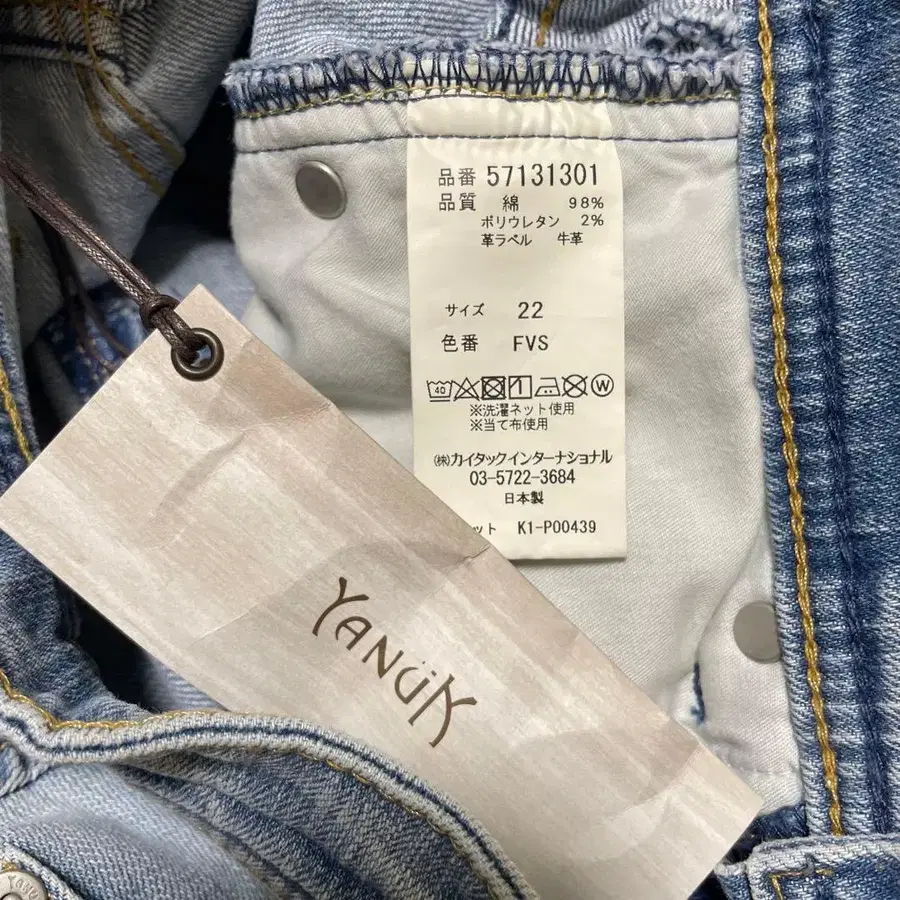 品番 57131301
品質 綿 98%
ポリウレタン 2%
革ラベル 牛革
サイズ 22
色番 FVS
40
W
※洗濯ネット使用
※当て布使用
㈱カイタックインターナショナル
03-5722-3684
日本製
ット K1-P00439
YANÜK
YANÜK